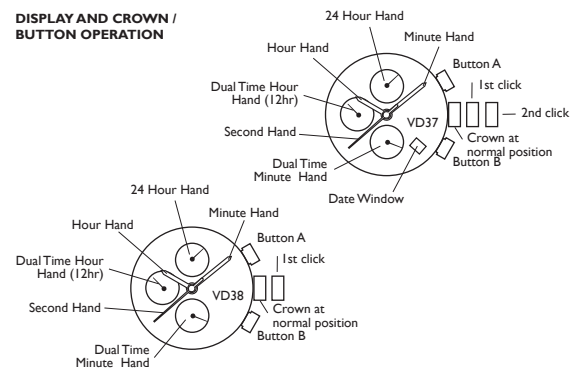 DISPLAY AND CROWN /
BUTTON OPERATION
24 Hour Hand
Minute Hand
Hour Hand
Button A
1st click
Dual Time Hour
Hand (12hr)
2nd click
VD37
Second Hand
Crown at
normal position
Dual Time
Minute Hand
Button B
Date Window
24 Hour Hand
Minute Hand
Hour Hand
Button A
1st click
Dual Time Hour
Hand (12hr)
VD38
Second Hand
Crown at
normal position
Button B
Dual Time
Minute Hand